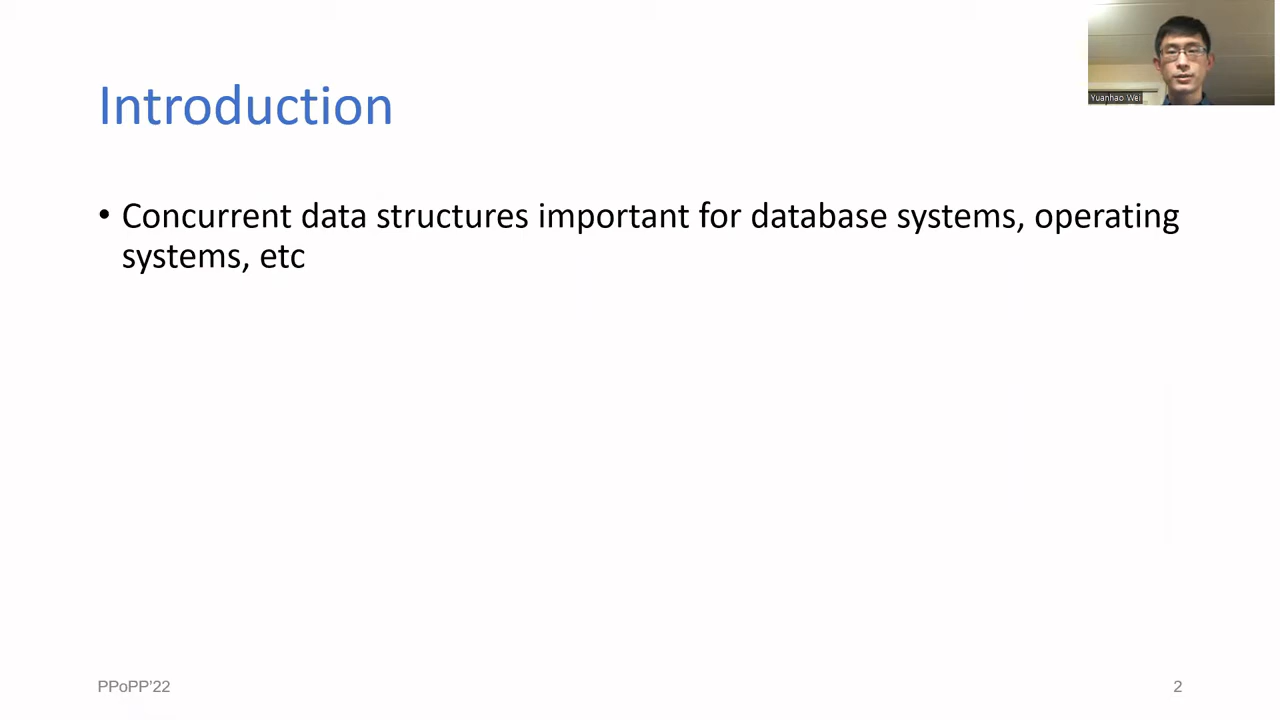 Yuanhao Wei
Introduction
• Concurrent data structures important for database systems, operating
systems, etc
PPoPP’22
2